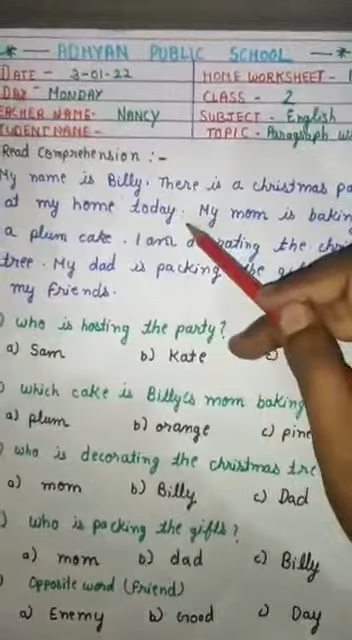 ADHYAN PUBLIC SCHOOL
DATE - 3-01-22 HOME WORKSHEET -
DAY - MONDAY CLASS - 2
NAME- NANCY SUBJECT - English
NAME - TOPIC - Paragraph
Read Comprehension :-
My name is Billy. There is a christmas
at my home today. My mom is
a plum cake. I am the
tree. My dad is packing the
my friends.
who is hosting the party?
a) Sam b) Kate
which cake is Billy's mom baking
a) plum b) orange c)
who is decorating the christmas
a) mom b) Billy c) Dad
who is packing the gifts?
a) mom b) dad c) Billy
Opposite word (Friend)
a) Enemy b) Good c) Day